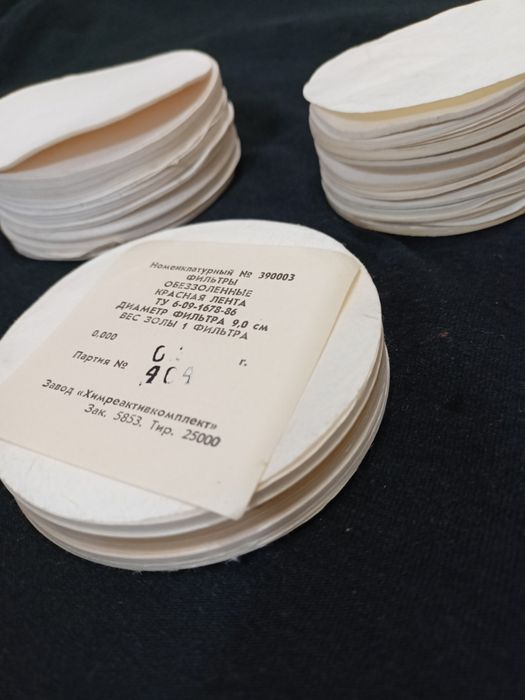 Номенклатурный № 390003
ФИЛЬТРЫ
ОБЕЗЗОЛЕННЫЕ
КРАСНАЯ ЛЕНТА
ТУ 6-09-1678-86
ДИАМЕТР ФИЛЬТРА 9,0 см
ВЕС ЗОЛЫ 1 ФИЛЬТРА
0,000 г.
Партия №
Завод «Химреактивкомплект»
Зак. 5853. Тир. 25000